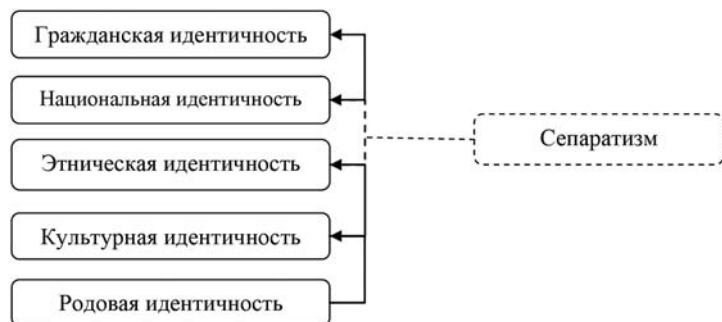 Гражданская идентичность
Национальная идентичность
Этническая идентичность
Культурная идентичность
Родовая идентичность
Сепаратизм